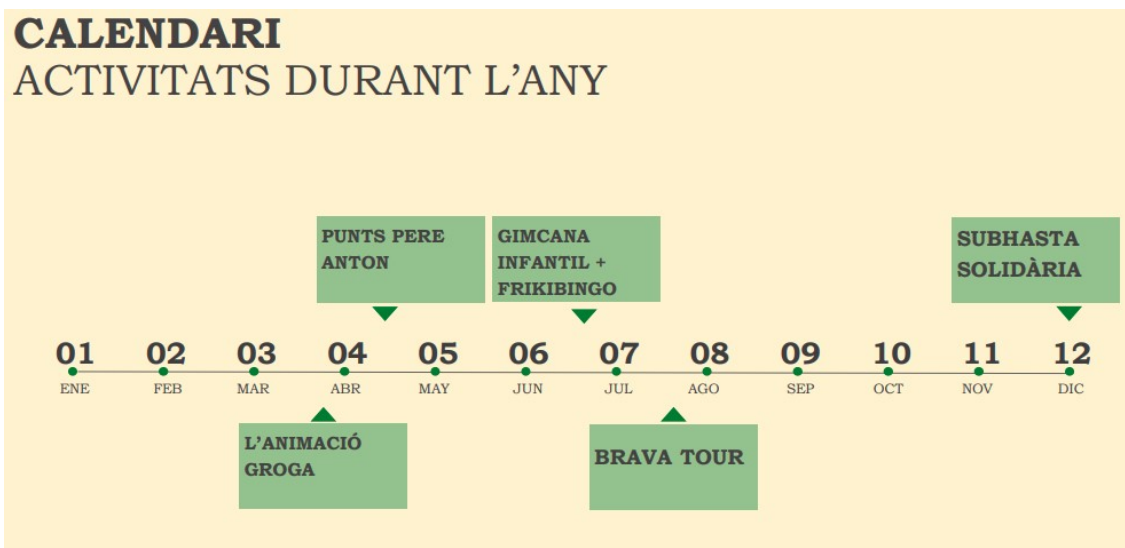 CALENDARI
ACTIVITATS DURANT L'ANY
PUNTS PERE
ANTON
GIMCANA
INFANTIL +
FRIKIBINGO
SUBHASTA
SOLIDÀRIA
01 02 03 04 05 06 07 08 09 10 11 12
ENE FEB MAR ABR MAY JUN JUL AGO SEP OCT NOV DIC
L'ANIMACIÓ
GROGA
BRAVA TOUR